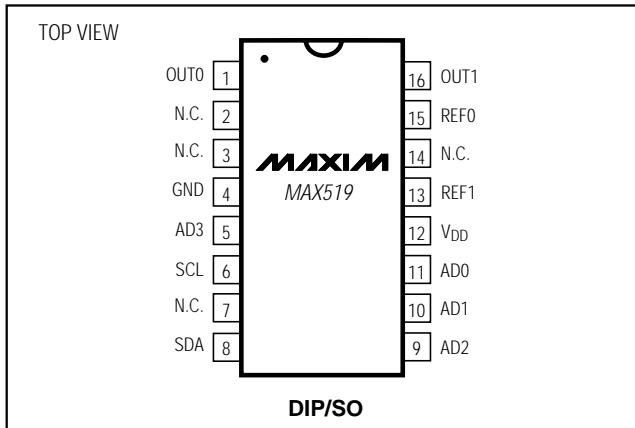 TOP VIEW
OUT0 1 16 OUT1
N.C. 2 15 REF0
N.C. 3 MAXIM 14 N.C.
GND 4 MAX519 13 REF1
AD3 5 12 VDD
SCL 6 11 AD0
N.C. 7 10 AD1
SDA 8 9 AD2
DIP/SO